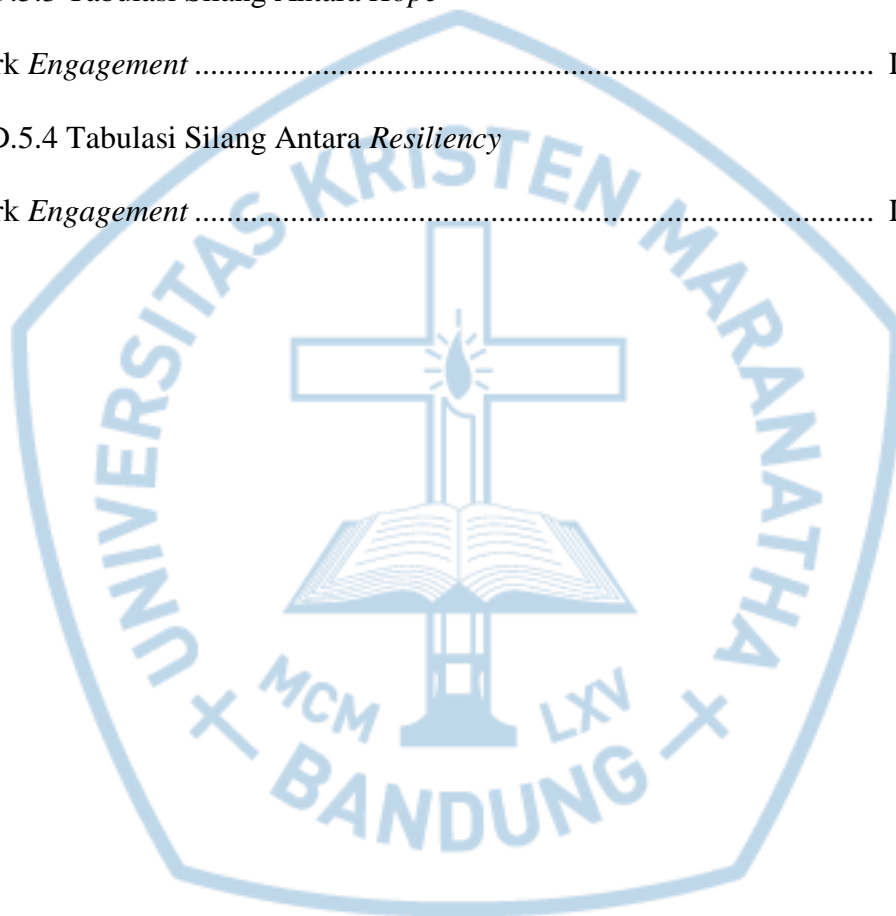 Tabulasi Silang Antara Hope
rk Engagement ..................................................................................... I
D.5.4 Tabulasi Silang Antara Resiliency
rk Engagement ..................................................................................... I
UNIVERSITAS KRISTEN MARANATHA
MCM LXV
BANDUNG